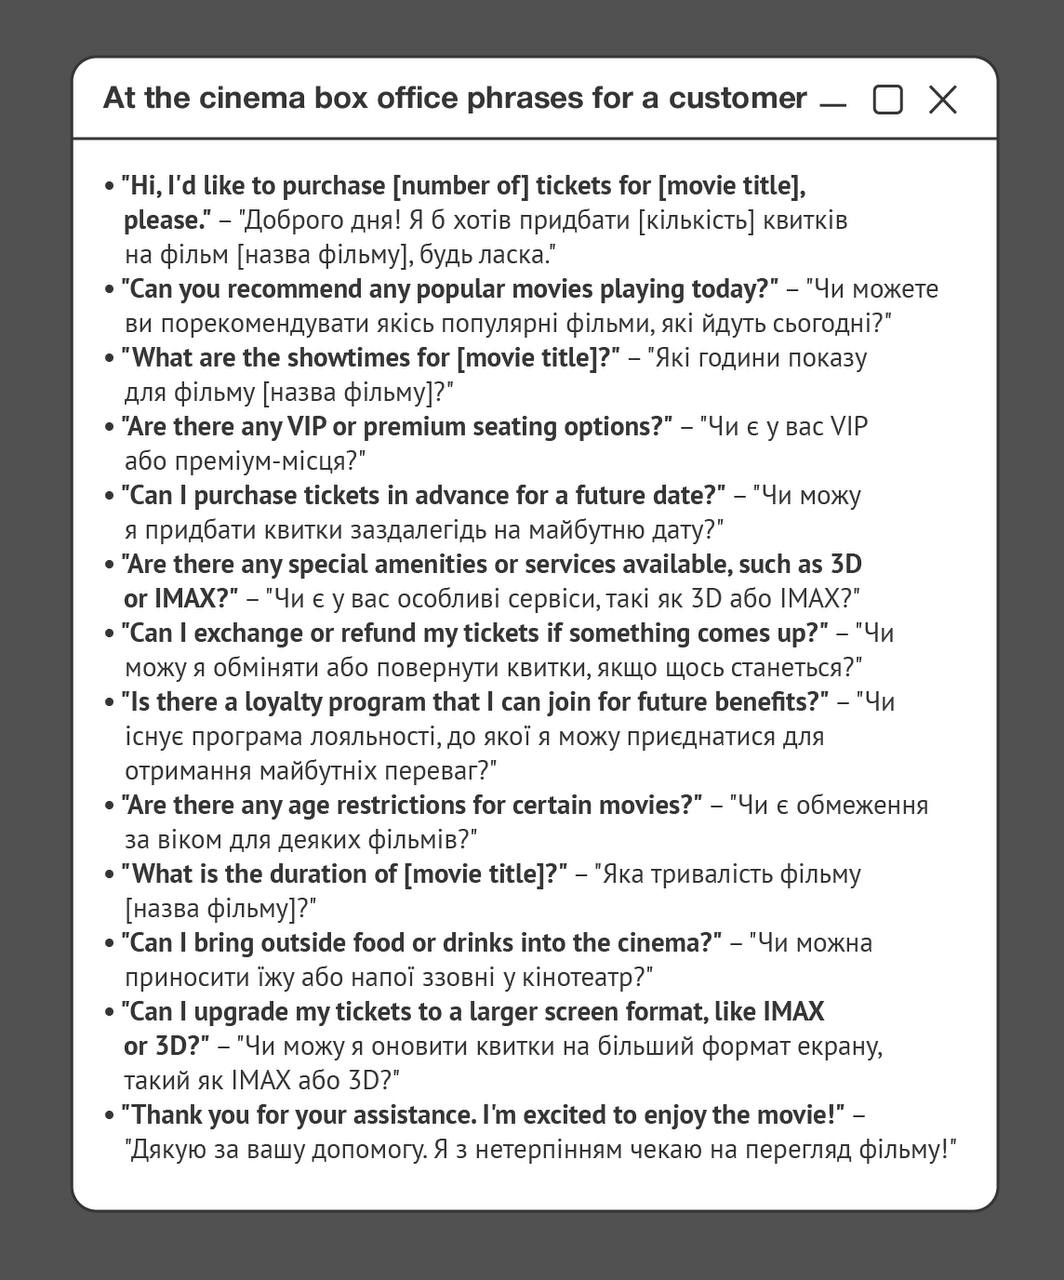 At the cinema box office phrases for a customer
• "Hi, I'd like to purchase [number of] tickets for [movie title],
please." – "Доброго дня! Я б хотів придбати [кількість] квитків
на фільм [назва фільму], будь ласка."
• "Can you recommend any popular movies playing today?" – "Чи можете
ви порекомендувати якісь популярні фільми, які йдуть сьогодні?"
• "What are the showtimes for [movie title]?" – "Які години показу
для фільму [назва фільму]?"
• "Are there any VIP or premium seating options?" – "Чи є у вас VIP
або преміум-місця?"
• "Can I purchase tickets in advance for a future date?" – "Чи можу
я придбати квитки заздалегідь на майбутню дату?"
• "Are there any special amenities or services available, such as 3D
or IMAX?" – "Чи є у вас особливі сервіси, такі як 3D або IMAX?"
• "Can I exchange or refund my tickets if something comes up?" – "Чи
можу я обміняти або повернути квитки, якщо щось станеться?"
• "Is there a loyalty program that I can join for future benefits?" – "Чи
існує програма лояльності, до якої я можу приєднатися для
отримання майбутніх переваг?"
• "Are there any age restrictions for certain movies?" – "Чи є обмеження
за віком для деяких фільмів?"
• "What is the duration of [movie title]?" – "Яка тривалість фільму
[назва фільму]?"
• "Can I bring outside food or drinks into the cinema?" – "Чи можна
приносити їжу або напої ззовні у кінотеатр?"
• "Can I upgrade my tickets to a larger screen format, like IMAX
or 3D?" – "Чи можу я оновити квитки на більший формат екрану,
такий як IMAX або 3D?"
• "Thank you for your assistance. I'm excited to enjoy the movie!" –
"Дякую за вашу допомогу. Я з нетерпінням чекаю на перегляд фільму!"